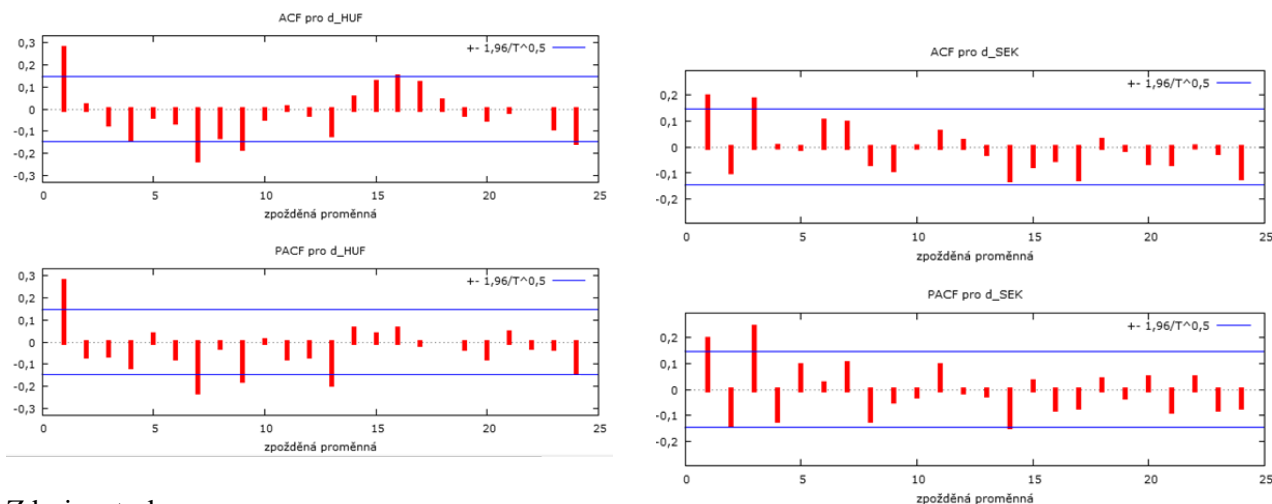 ACF pro d_HUF
+- 1,96/T^0,5
0,3
0,2
0,1
0
-0,1
-0,2
-0,3
0 5 10 15 20 25
zpožděná proměnná
PACF pro d_HUF
+- 1,96/T^0,5
0,3
0,2
0,1
0
-0,1
-0,2
-0,3
0 5 10 15 20 25
zpožděná proměnná
ACF pro d_SEK
+- 1,96/T^0,5
0,2
0,1
0
-0,1
-0,2
0 5 10 15 20 25
zpožděná proměnná
PACF pro d_SEK
+- 1,96/T^0,5
0,2
0,1
0
-0,1
-0,2
0 5 10 15 20 25
zpožděná proměnná